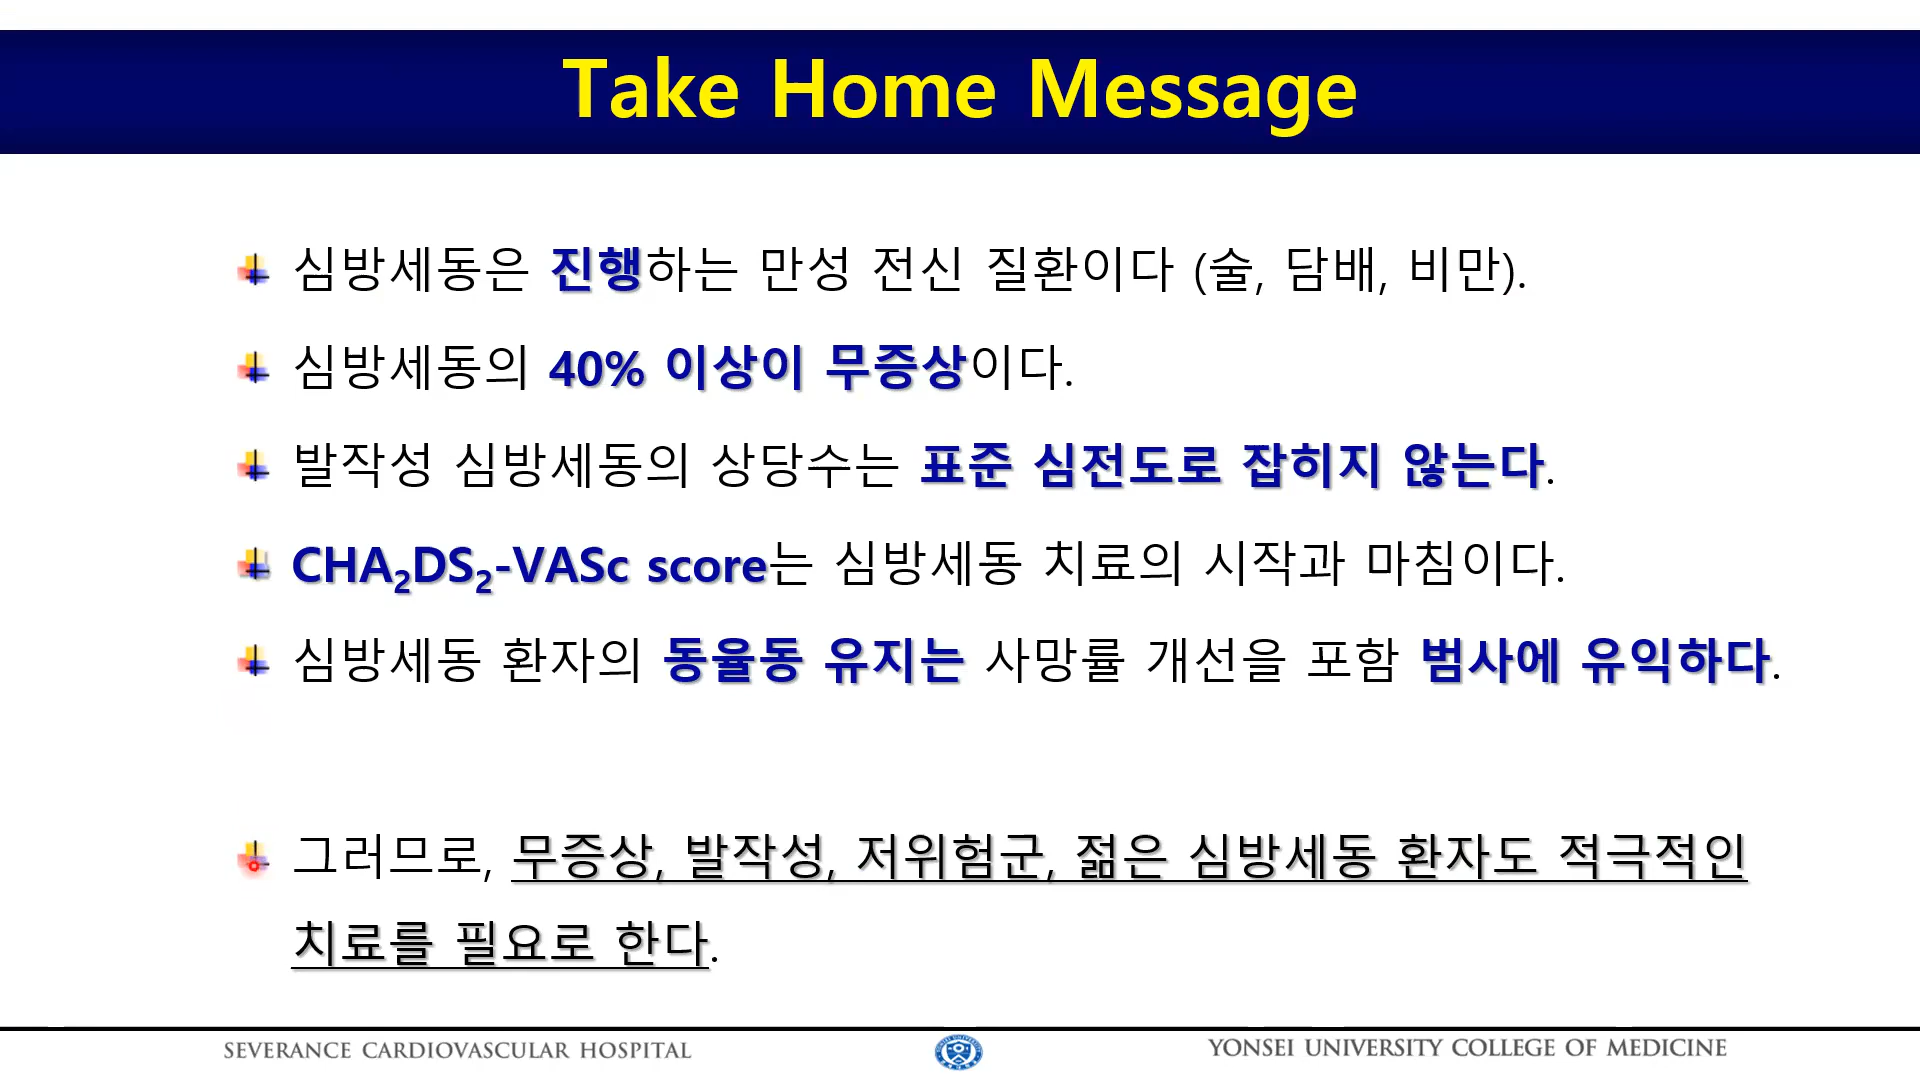 Take Home Message
심방세동은 진행하는 만성 전신 질환이다 (술, 담배, 비만).
심방세동의 40% 이상이 무증상이다.
발작성 심방세동의 상당수는 표준 심전도로 잡히지 않는다.
CHA₂DS₂-VASc score는 심방세동 치료의 시작과 마침이다.
심방세동 환자의 동율동 유지는 사망률 개선을 포함 범사에 유익하다.
그러므로, 무증상, 발작성, 저위험군, 젊은 심방세동 환자도 적극적인
치료를 필요로 한다.
SEVERANCE CARDIOVASCULAR HOSPITAL
YONSEI UNIVERSITY COLLEGE OF MEDICINE